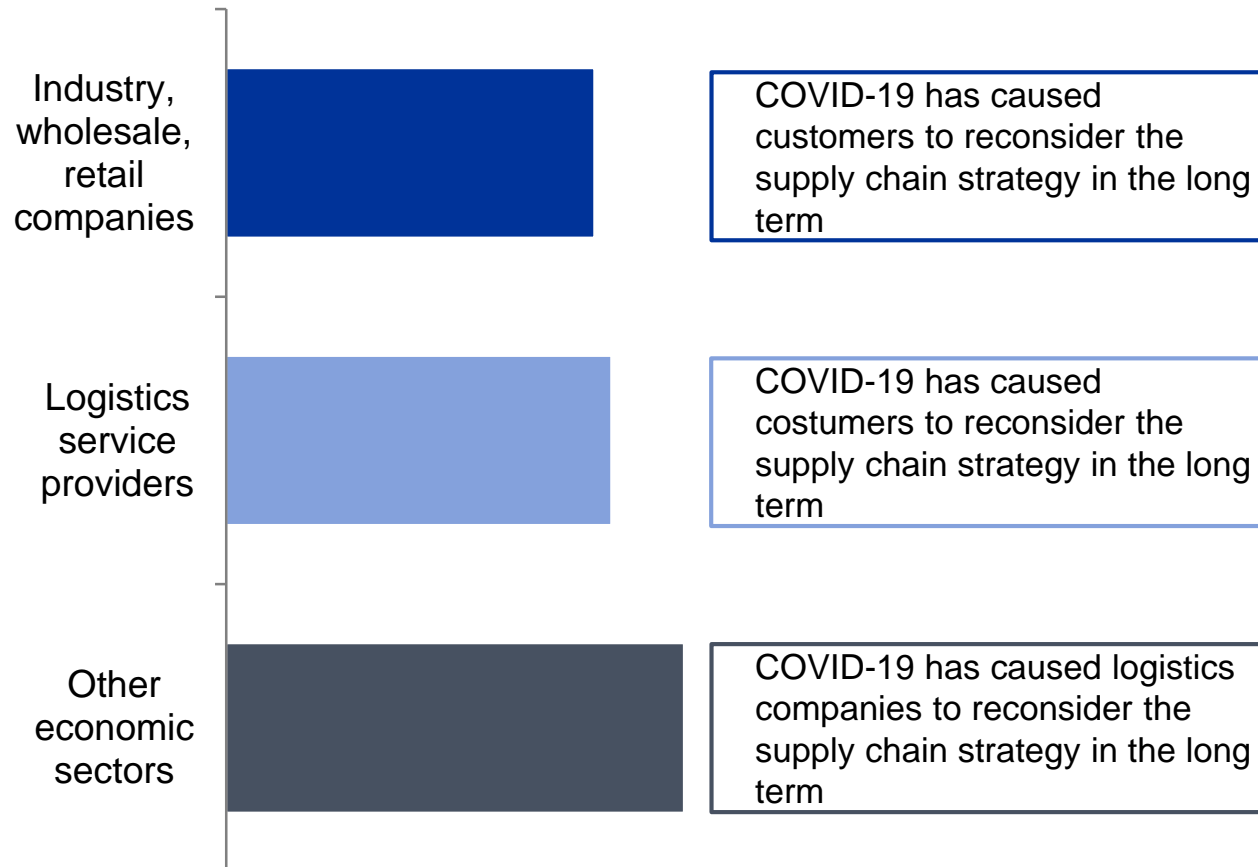 Industry,
wholesale,
retail
companies
COVID-19 has caused
customers to reconsider the
supply chain strategy in the long
term
Logistics
service
providers
COVID-19 has caused
costumers to reconsider the
supply chain strategy in the long
term
Other
economic
sectors
COVID-19 has caused logistics
companies to reconsider the
supply chain strategy in the long
term